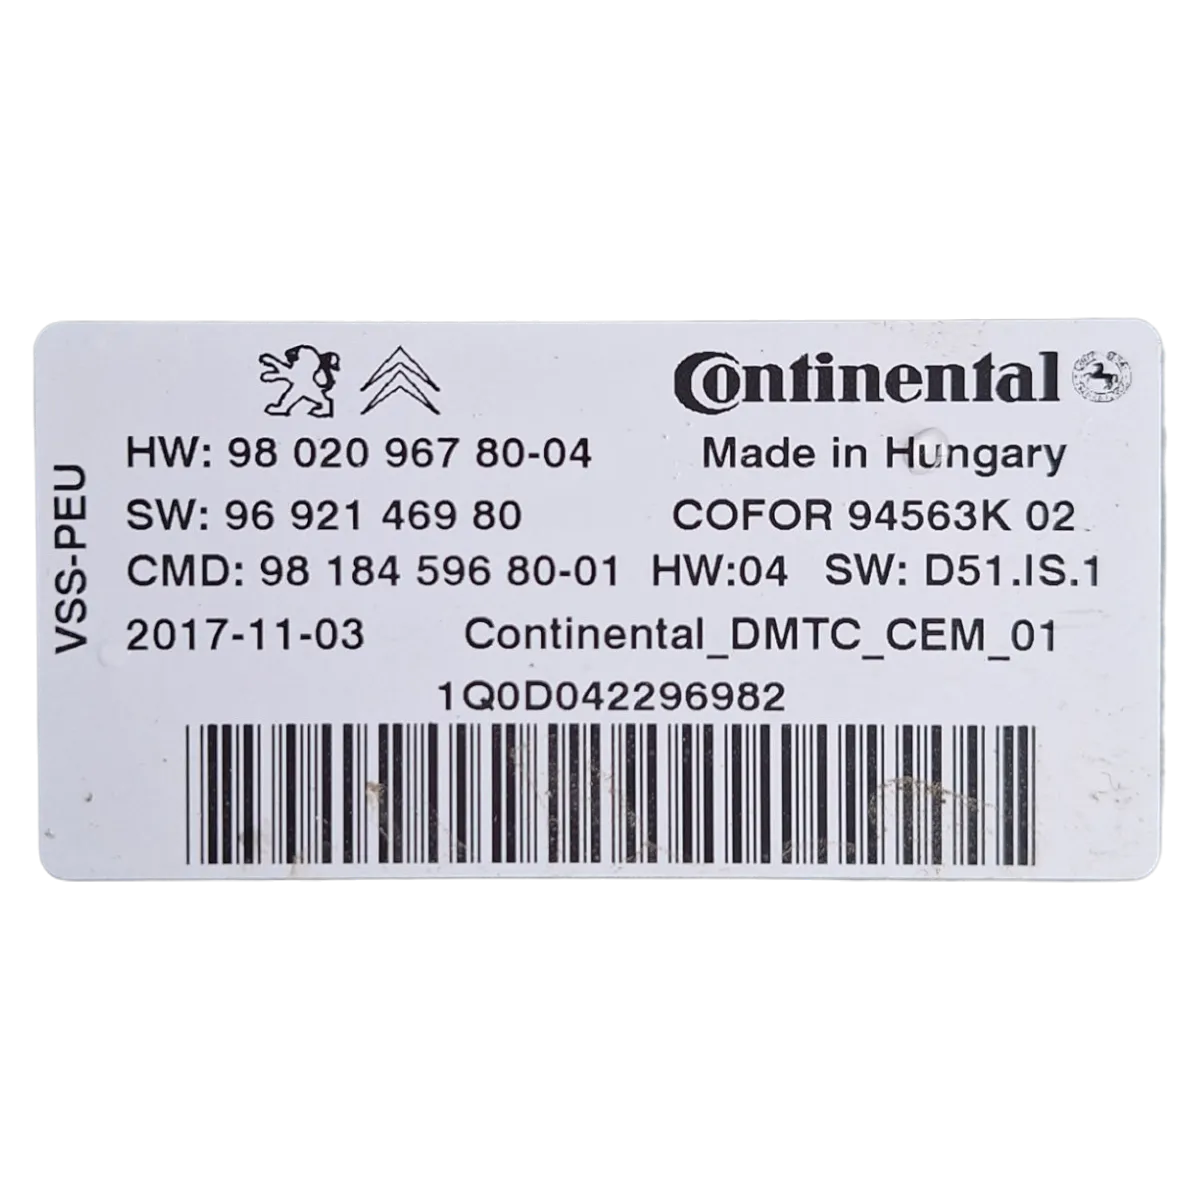 Continental
HW: 98 020 967 80-04
Made in Hungary
SW: 96 921 469 80
COFOR 94563K 02
CMD: 98 184 596 80-01 HW:04 SW: D51.IS.1
2017-11-03 Continental_DMTC_CEM_01
1Q0D042296982
VSS-PEU